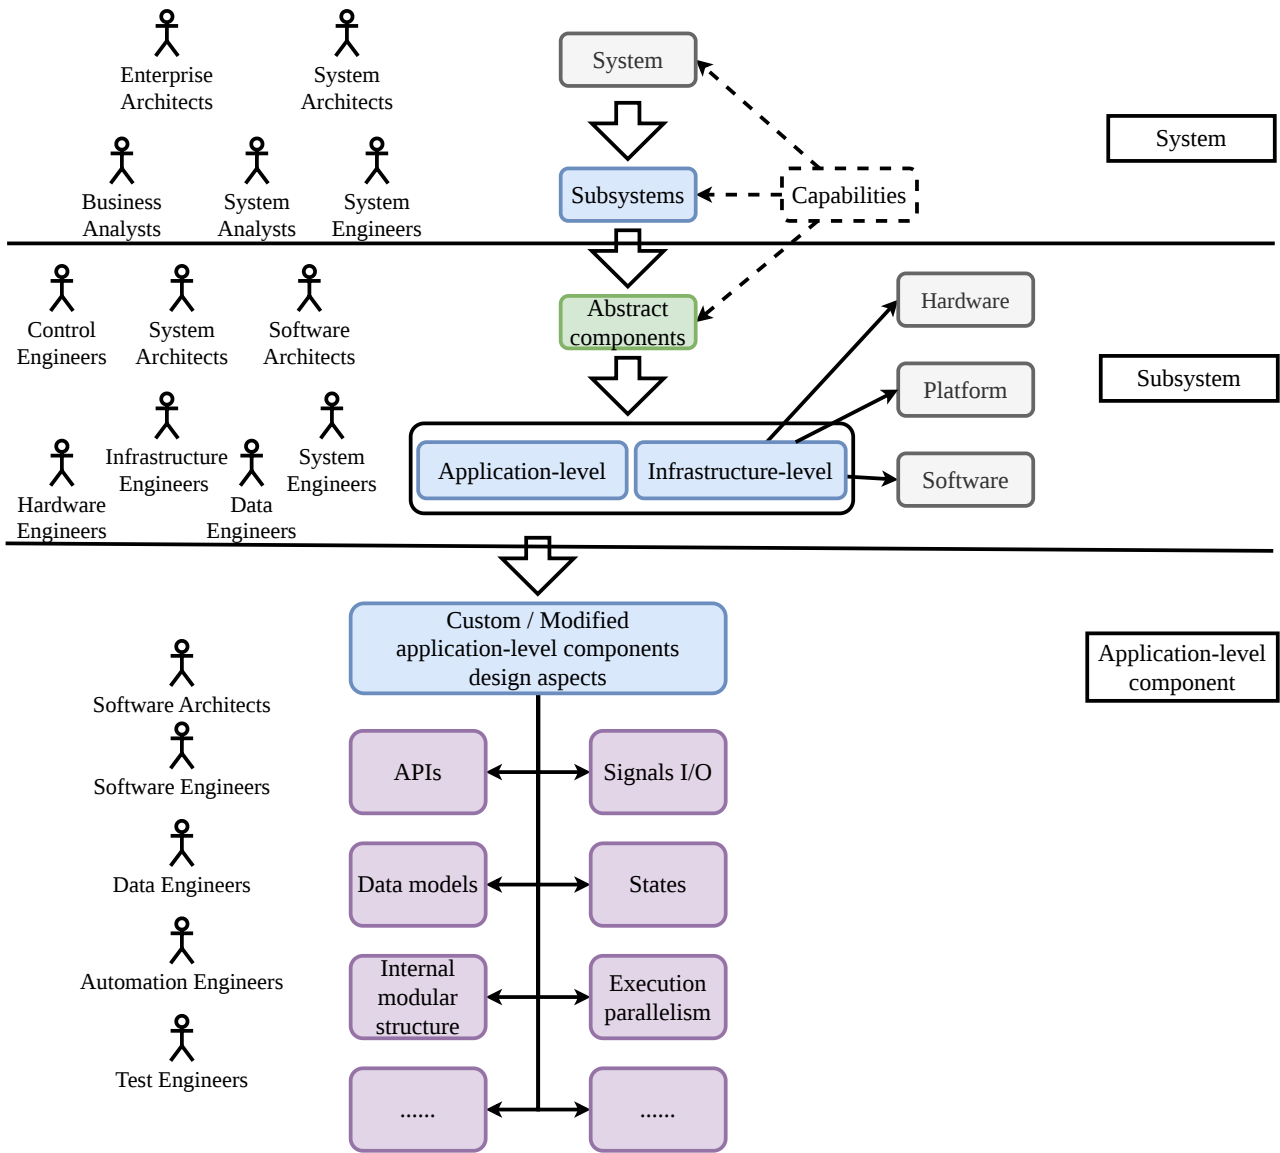 Enterprise
Architects
System
Architects
System
Business
Analysts
System
Analysts
System
Engineers
Subsystems
Capabilities
System
Control
Engineers
System
Architects
Software
Architects
Abstract
components
Hardware
Platform
Software
Subsystem
Hardware
Engineers
Infrastructure
Engineers
Data
Engineers
System
Engineers
Application-level
Infrastructure-level
Custom / Modified
application-level components
design aspects
Application-level
component
Software Architects
Software Engineers
Data Engineers
Automation Engineers
Test Engineers
APIs
Signals I/O
Data models
States
Internal
modular
structure
Execution
parallelism
......
......